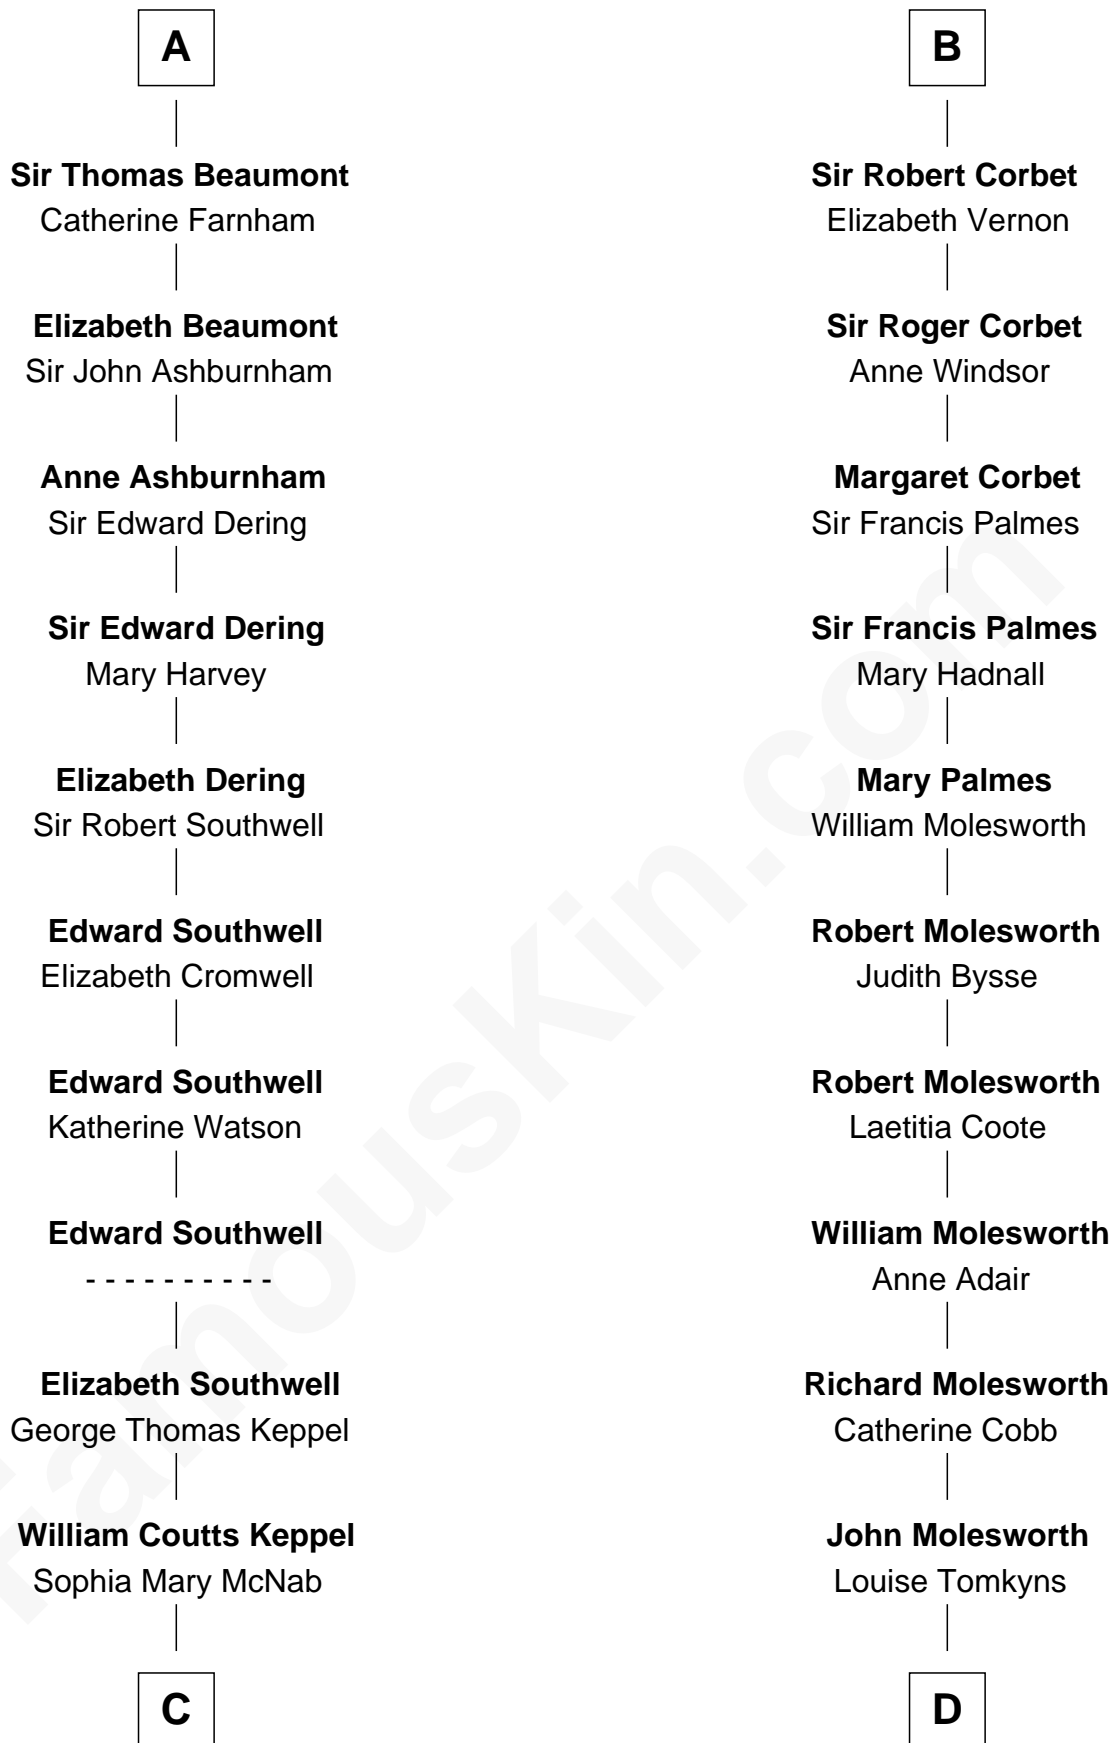 A
Sir Thomas Beaumont
Catherine Farnham
Elizabeth Beaumont
Sir John Ashburnham
Anne Ashburnham
Sir Edward Dering
Sir Edward Dering
Mary Harvey
Elizabeth Dering
Sir Robert Southwell
Edward Southwell
Elizabeth Cromwell
Edward Southwell
Katherine Watson
Edward Southwell
- - - - - - - - - -
Elizabeth Southwell
George Thomas Keppel
William Coutts Keppel
Sophia Mary McNab
C
B
Sir Robert Corbet
Elizabeth Vernon
Sir Roger Corbet
Anne Windsor
Margaret Corbet
Sir Francis Palmes
Sir Francis Palmes
Mary Hadnall
Mary Palmes
William Molesworth
Robert Molesworth
Judith Bysse
Robert Molesworth
Laetitia Coote
William Molesworth
Anne Adair
Richard Molesworth
Catherine Cobb
John Molesworth
Louise Tomkyns
D
FamousKin.com